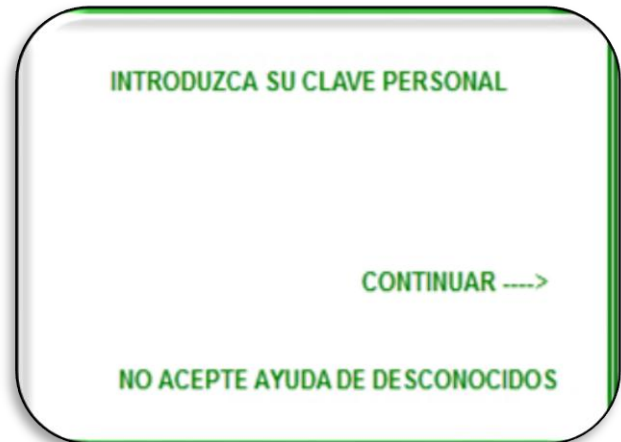 INTRODUZCA SU CLAVE PERSONAL
CONTINUAR ---->
NO ACEPTE AYUDA DE DESCONOCIDOS